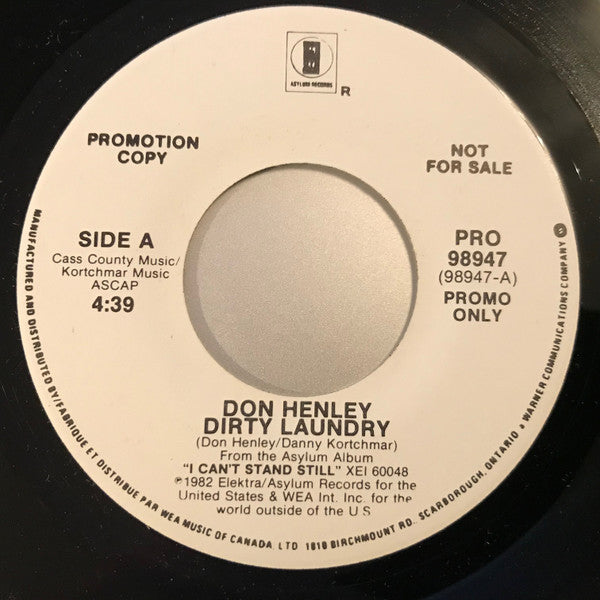 ASYLUM RECORDS
R
PROMOTION
COPY
NOT
FOR SALE
SIDE A
Cass County Music/
Kortchmar Music
ASCAP
4:39
PRO
98947
(98947-A)
PROMO
ONLY
DON HENLEY
DIRTY LAUNDRY
(Don Henley/Danny Kortchmar)
From the Asylum Album
"I CAN'T STAND STILL" XEI 60048
℗1982 Elektra/Asylum Records for the
United States & WEA Int. Inc. for the
world outside of the U S
MANUFACTURED AND DISTRIBUTED BY/FABRIQUE ET DISTRIBUE PAR WEA MUSIC OF CANADA, LTD 1810 BIRCHMOUNT RD., SCARBOROUGH, ONTARIO • A WARNER COMMUNICATIONS COMPANY